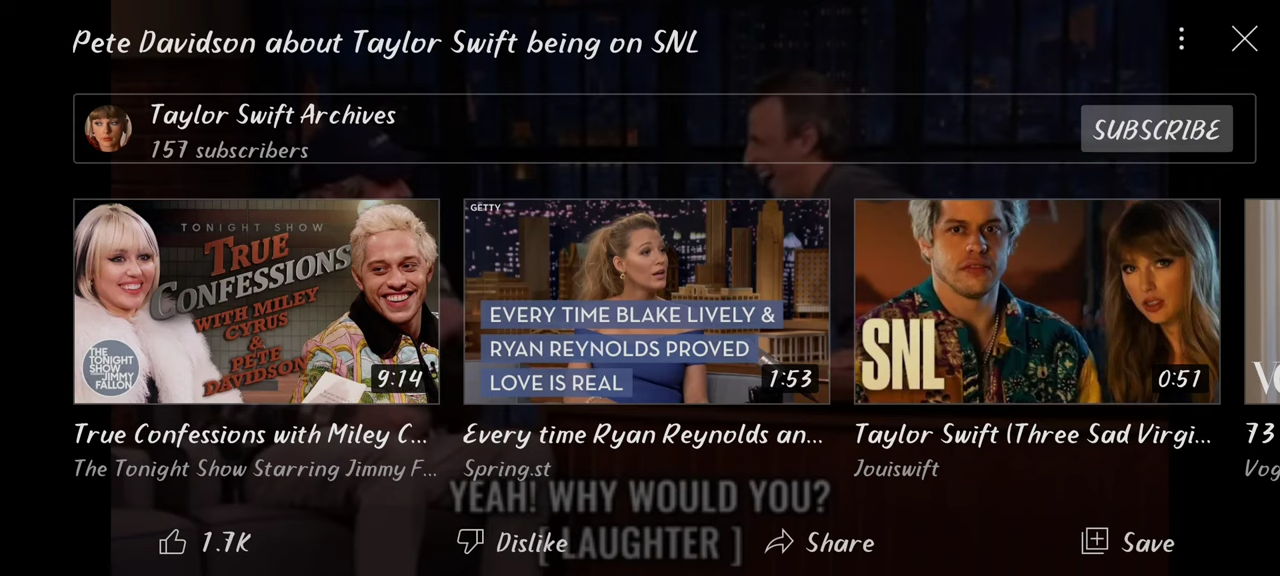 Pete Davidson about Taylor Swift being on SNL
Taylor Swift Archives
157 subscribers
SUBSCRIBE
TONIGHT SHOW
TRUE
CONFESSIONS
WITH MILEY
CYRUS
&
PETE
DAVIDSON
THE
TONIGHT
SHOW
JIMMY
FALLON
9:14
GETTY
EVERY TIME BLAKE LIVELY &
RYAN REYNOLDS PROVED
LOVE IS REAL
1:53
SNL
0:51
True Confessions with Miley C...
The Tonight Show Starring Jimmy F...
Every time Ryan Reynolds an...
Spring.st
Taylor Swift (Three Sad Virgi...
Jouiswift
73
Vog
YEAH! WHY WOULD YOU?
[ LAUGHTER ]
1.7K
Dislike
Share
Save